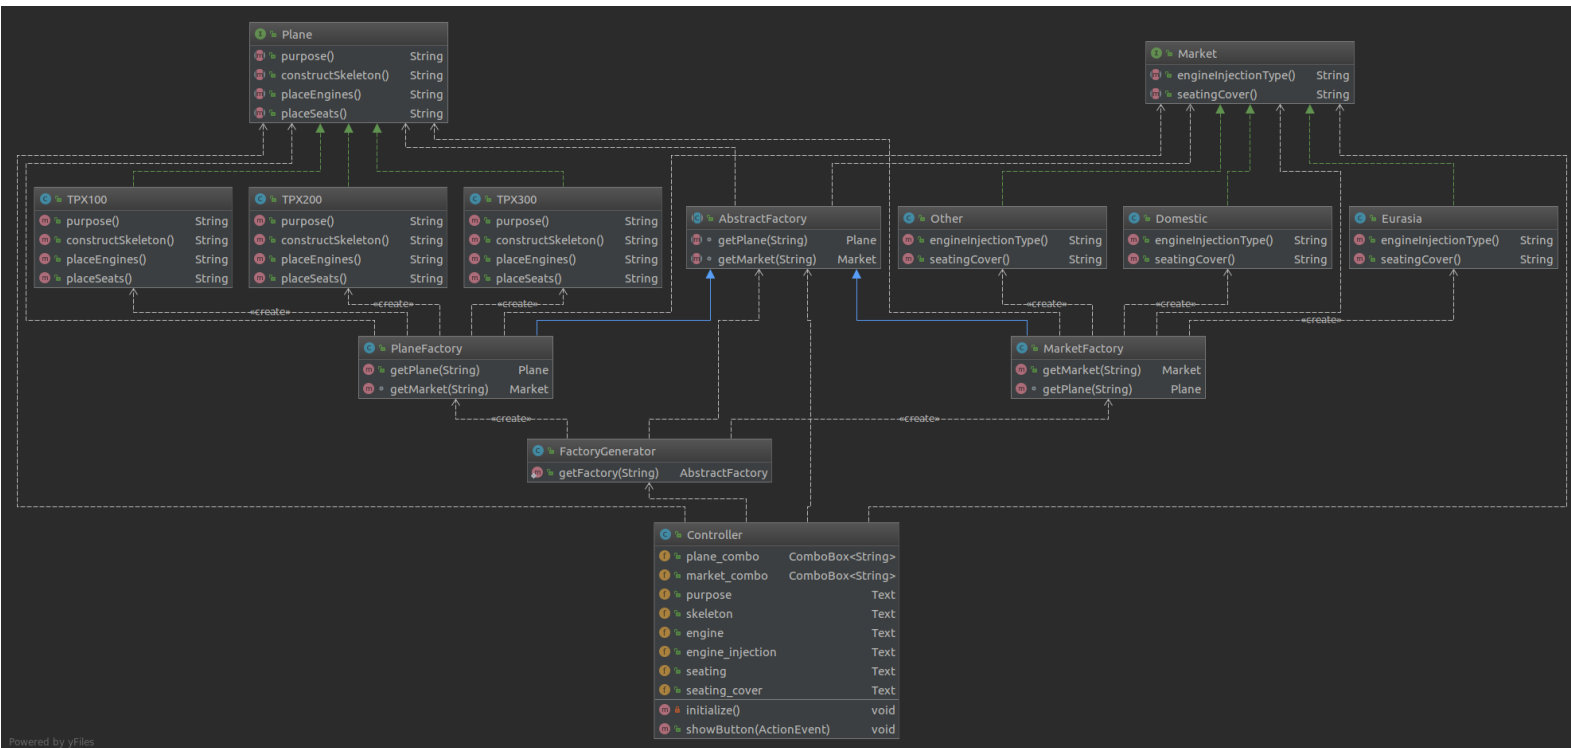 Plane
purpose() String
constructSkeleton() String
placeEngines() String
placeSeats() String
Market
engineInjectionType() String
seatingCover() String
TPX100
purpose() String
constructSkeleton() String
placeEngines() String
placeSeats() String
TPX200
purpose() String
constructSkeleton() String
placeEngines() String
placeSeats() String
TPX300
purpose() String
constructSkeleton() String
placeEngines() String
placeSeats() String
AbstractFactory
getPlane(String) Plane
getMarket(String) Market
Other
engineInjectionType() String
seatingCover() String
Domestic
engineInjectionType() String
seatingCover() String
Eurasia
engineInjectionType() String
seatingCover() String
«create»
«create»
«create»
«create»
«create»
«create»
PlaneFactory
getPlane(String) Plane
getMarket(String) Market
MarketFactory
getMarket(String) Market
getPlane(String) Plane
«create»
«create»
FactoryGenerator
getFactory(String) AbstractFactory
Controller
plane_combo ComboBox<String>
market_combo ComboBox<String>
purpose Text
skeleton Text
engine Text
engine_injection Text
seating Text
seating_cover Text
initialize() void
showButton(ActionEvent) void
Powered by yFiles